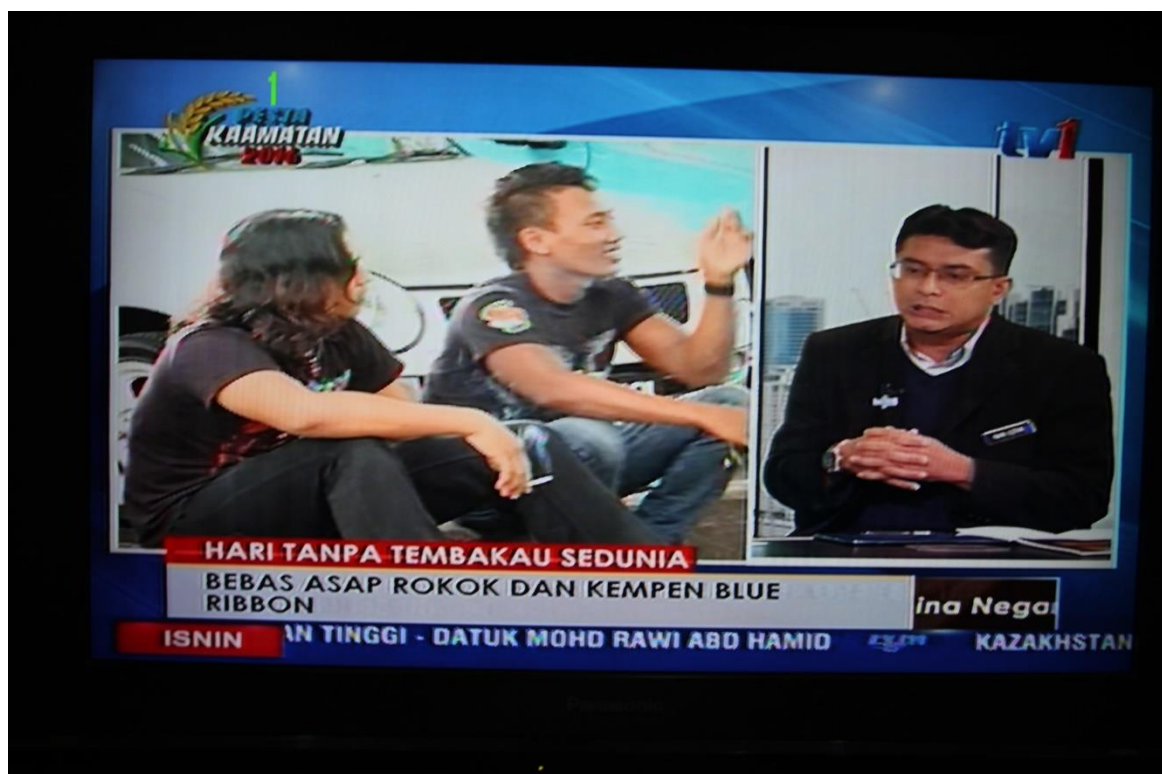 1
PESTA
KAAMATAN
2016
tv1
HARI TANPA TEMBAKAU SEDUNIA
BEBAS ASAP ROKOK DAN KEMPEN BLUE
RIBBON
ina Nega
ISNIN
AN TINGGI - DATUK MOHD RAWI ABD HAMID
KAZAKHSTAN
Panasonic